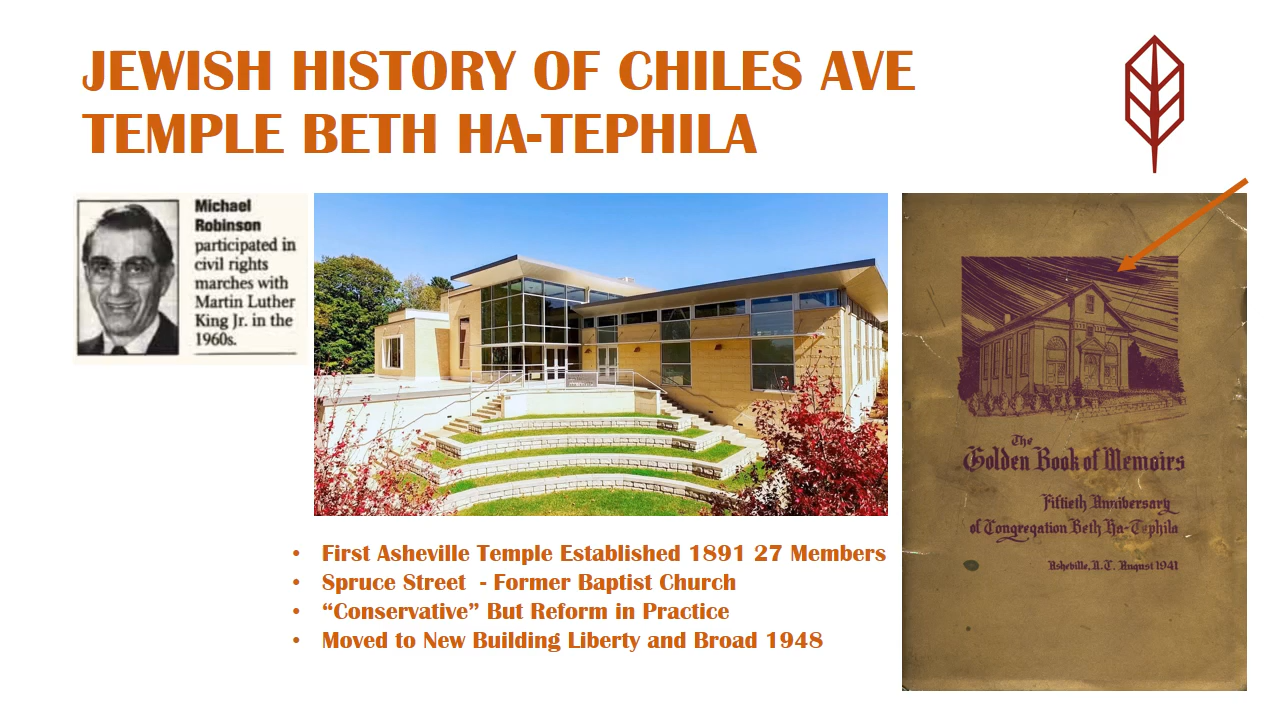 JEWISH HISTORY OF CHILES AVE
TEMPLE BETH HA-TEPHILA
Michael
Robinson
participated in
civil rights
marches with
Martin Luther
King Jr. in the
1960s.
The
Golden Book of Memoirs
Fiftieth Anniversary
of Congregation Beth Ha-Tephila
Asheville, N.C. August 1941
• First Asheville Temple Established 1891 27 Members
• Spruce Street - Former Baptist Church
• “Conservative” But Reform in Practice
• Moved to New Building Liberty and Broad 1948